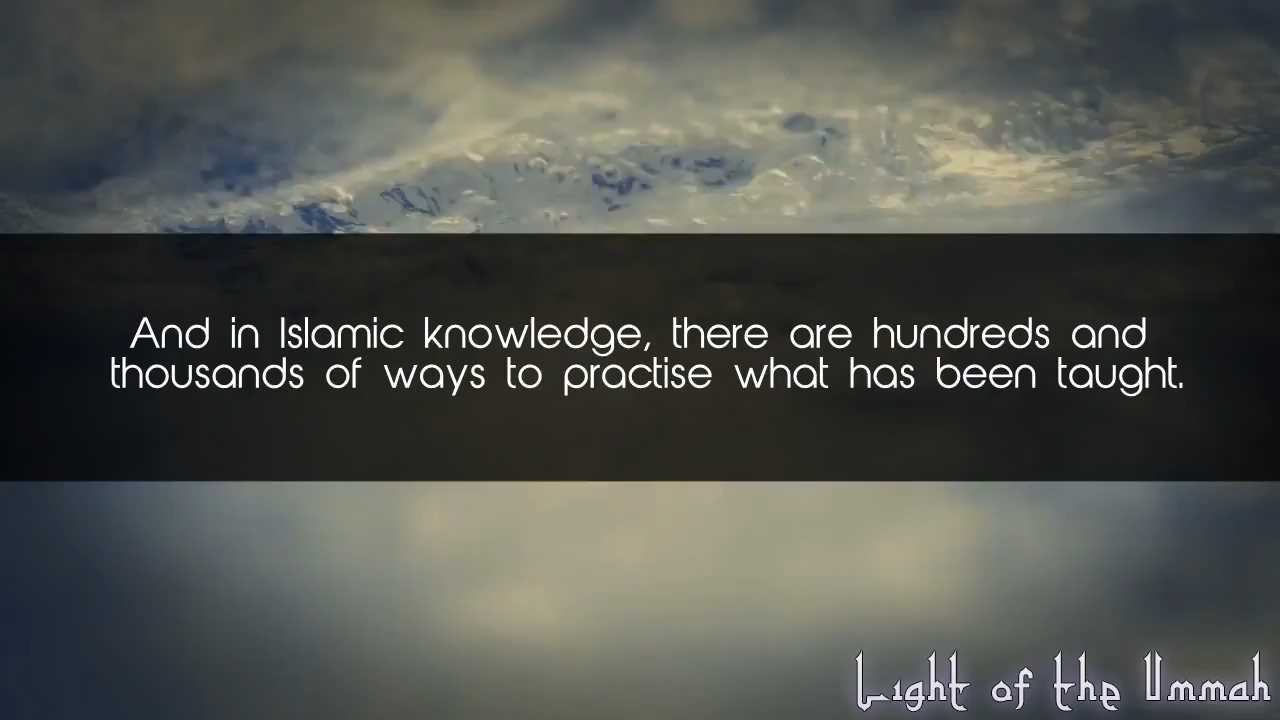 And in Islamic knowledge, there are hundreds and
thousands of ways to practise what has been taught.
Light of the Ummah